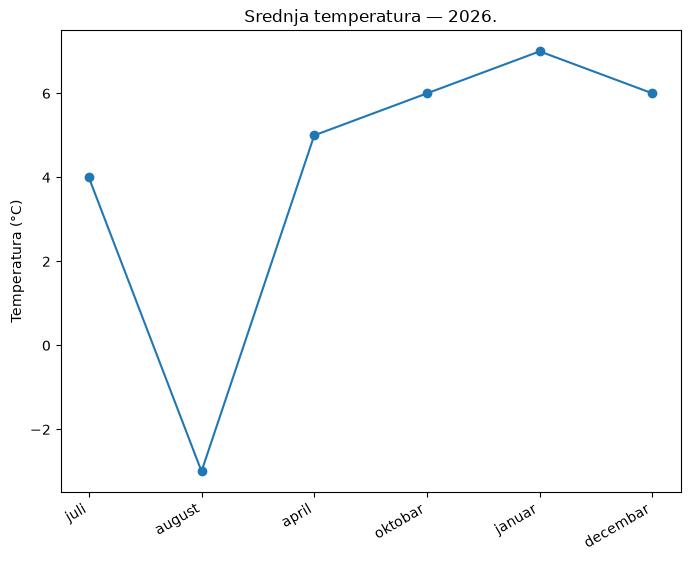 Srednja temperatura — 2026.
Temperatura (°C)
6
4
2
0
−2
juli
august
april
oktobar
januar
decembar